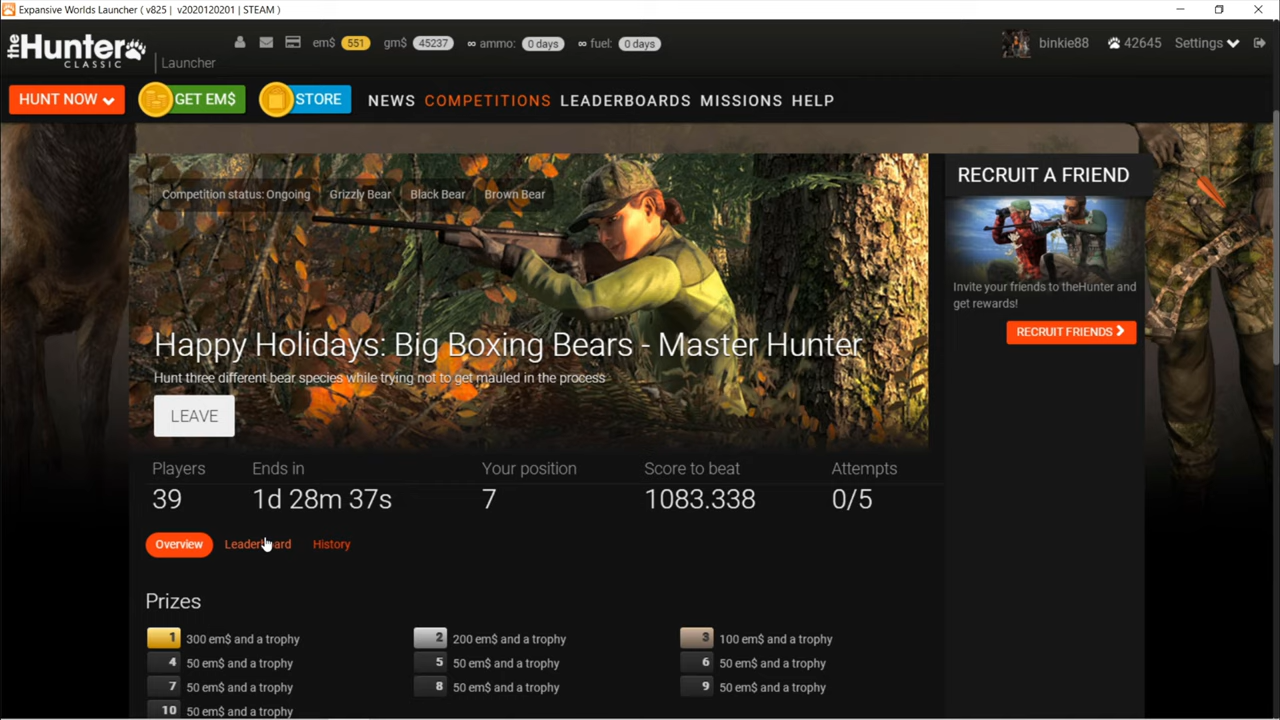 Expansive Worlds Launcher ( v825 | v2020120201 | STEAM )
theHunter CLASSIC | Launcher
em$ 551 gm$ 45237 ∞ ammo: 0 days ∞ fuel: 0 days
binkie88 42645 Settings
HUNT NOW GET EM$ STORE NEWS COMPETITIONS LEADERBOARDS MISSIONS HELP
Competition status: Ongoing Grizzly Bear Black Bear Brown Bear
Happy Holidays: Big Boxing Bears - Master Hunter
Hunt three different bear species while trying not to get mauled in the process
LEAVE
RECRUIT A FRIEND
Invite your friends to theHunter and
get rewards!
RECRUIT FRIENDS
Players Ends in Your position Score to beat Attempts
39 1d 28m 37s 7 1083.338 0/5
Overview Leaderboard History
Prizes
1 300 em$ and a trophy 2 200 em$ and a trophy 3 100 em$ and a trophy
4 50 em$ and a trophy 5 50 em$ and a trophy 6 50 em$ and a trophy
7 50 em$ and a trophy 8 50 em$ and a trophy 9 50 em$ and a trophy
10 50 em$ and a trophy